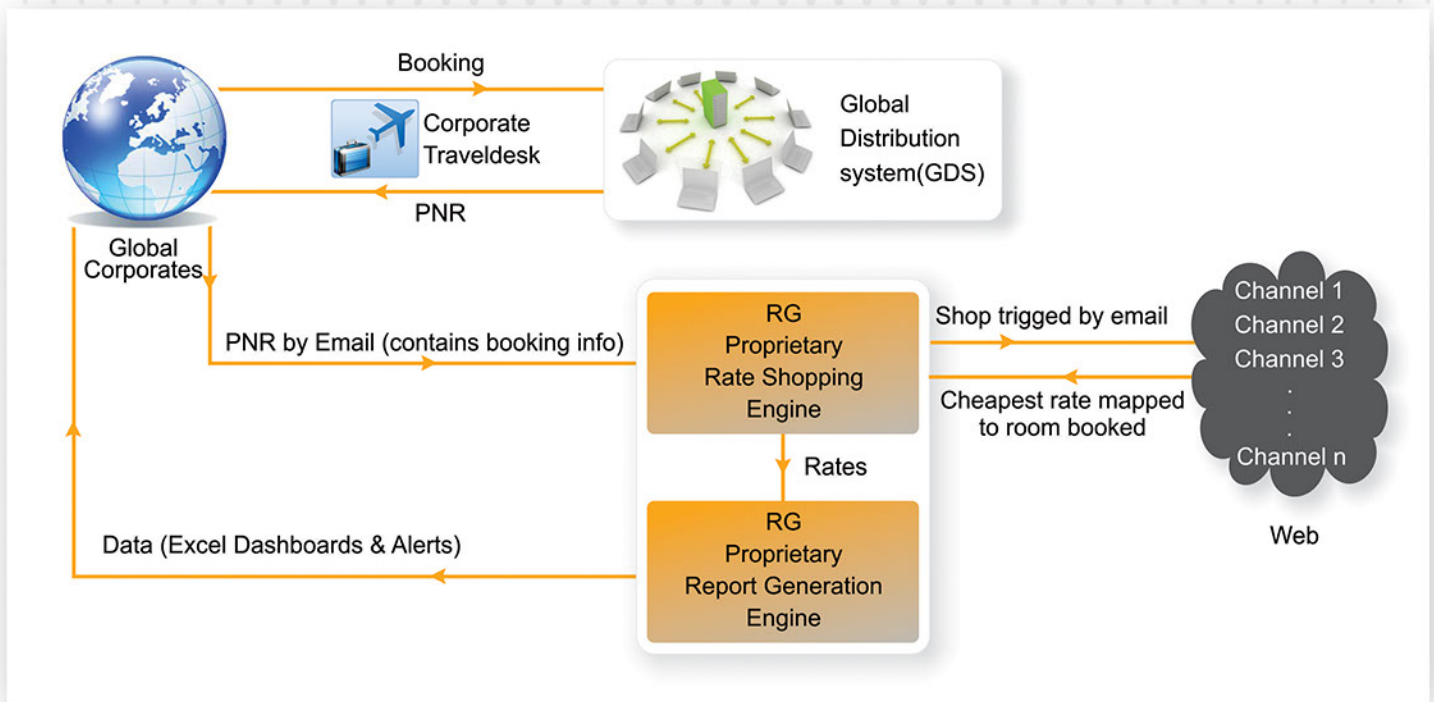 Booking
Corporate
Traveldesk
PNR
Global
Distribution
system(GDS)
Global
Corporates
PNR by Email (contains booking info)
RG
Proprietary
Rate Shopping
Engine
Shop trigged by email
Cheapest rate mapped
to room booked
Channel 1
Channel 2
Channel 3
.
.
.
Channel n
Web
Rates
RG
Proprietary
Report Generation
Engine
Data (Excel Dashboards & Alerts)